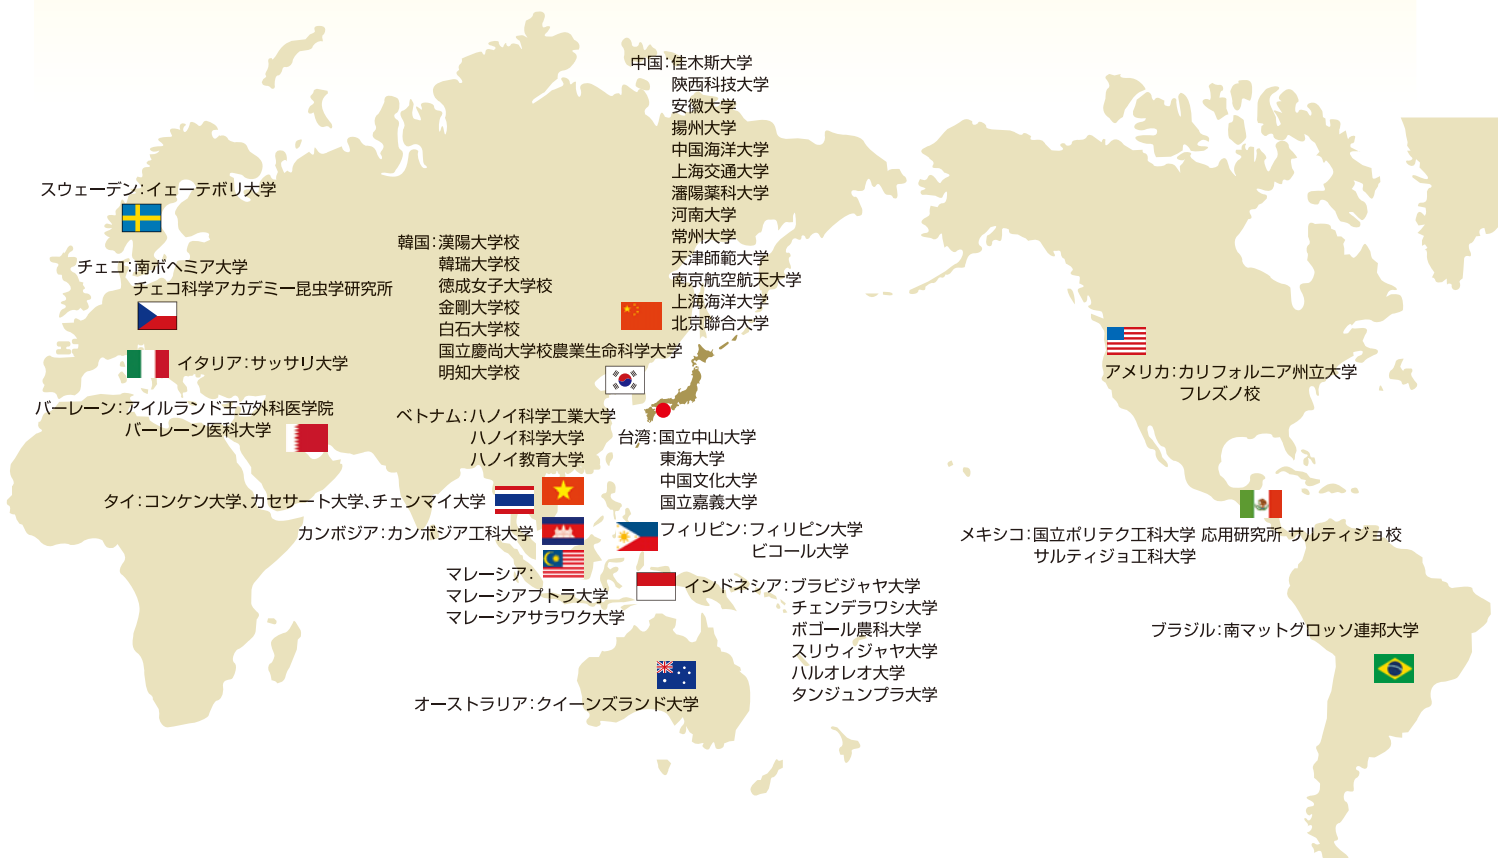 中国：佳木斯大学
陝西科技大学
安徽大学
揚州大学
中国海洋大学
上海交通大学
瀋陽薬科大学
河南大学
常州大学
天津師範大学
南京航空航天大学
上海海洋大学
北京聯合大学
スウェーデン：イェーテボリ大学
チェコ：南ボヘミア大学
チェコ科学アカデミー昆虫学研究所
韓国：漢陽大学校
韓瑞大学校
徳成女子大学校
金剛大学校
白石大学校
国立慶尚大学校農業生命科学大学
明知大学校
イタリア：サッサリ大学
バーレーン：アイルランド王立外科医学院
バーレーン医科大学
ベトナム：ハノイ科学工業大学
ハノイ科学大学
ハノイ教育大学
台湾：国立中山大学
東海大学
中国文化大学
国立嘉義大学
タイ：コンケン大学、カセサート大学、チェンマイ大学
カンボジア：カンボジア工科大学
フィリピン：フィリピン大学
ビコール大学
マレーシア：
マレーシアプトラ大学
マレーシアサラワク大学
インドネシア：ブラビジャヤ大学
チェンデラワシ大学
ボゴール農科大学
スリウィジャヤ大学
ハルオレオ大学
タンジュンプラ大学
オーストラリア：クイーンズランド大学
アメリカ：カリフォルニア州立大学
フレズノ校
メキシコ：国立ポリテク工科大学 応用研究所 サルティジョ校
サルティジョ工科大学
ブラジル：南マットグロッソ連邦大学